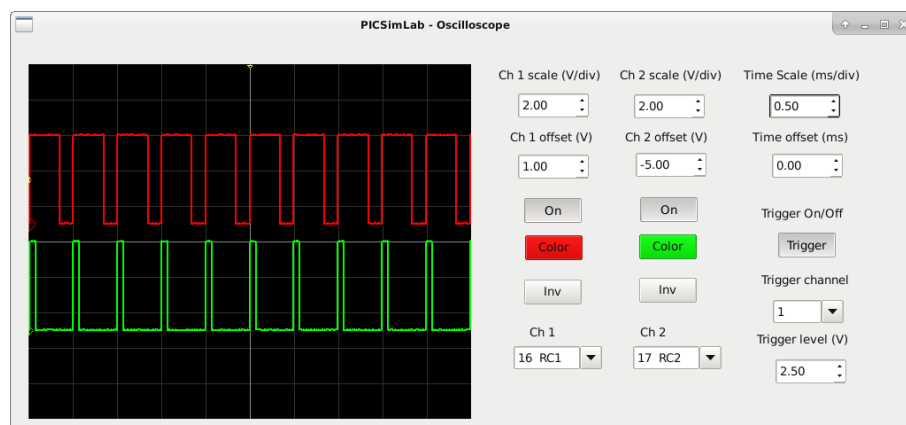 PICSimLab - Oscilloscope
Ch 1 scale (V/div) Ch 2 scale (V/div) Time Scale (ms/div)
2.00 2.00 0.50
Ch 1 offset (V) Ch 2 offset (V) Time offset (ms)
1.00 -5.00 0.00
On On Trigger On/Off
Color Color Trigger
Inv Inv Trigger channel
1
Ch 1 Ch 2 Trigger level (V)
16 RC1 17 RC2 2.50